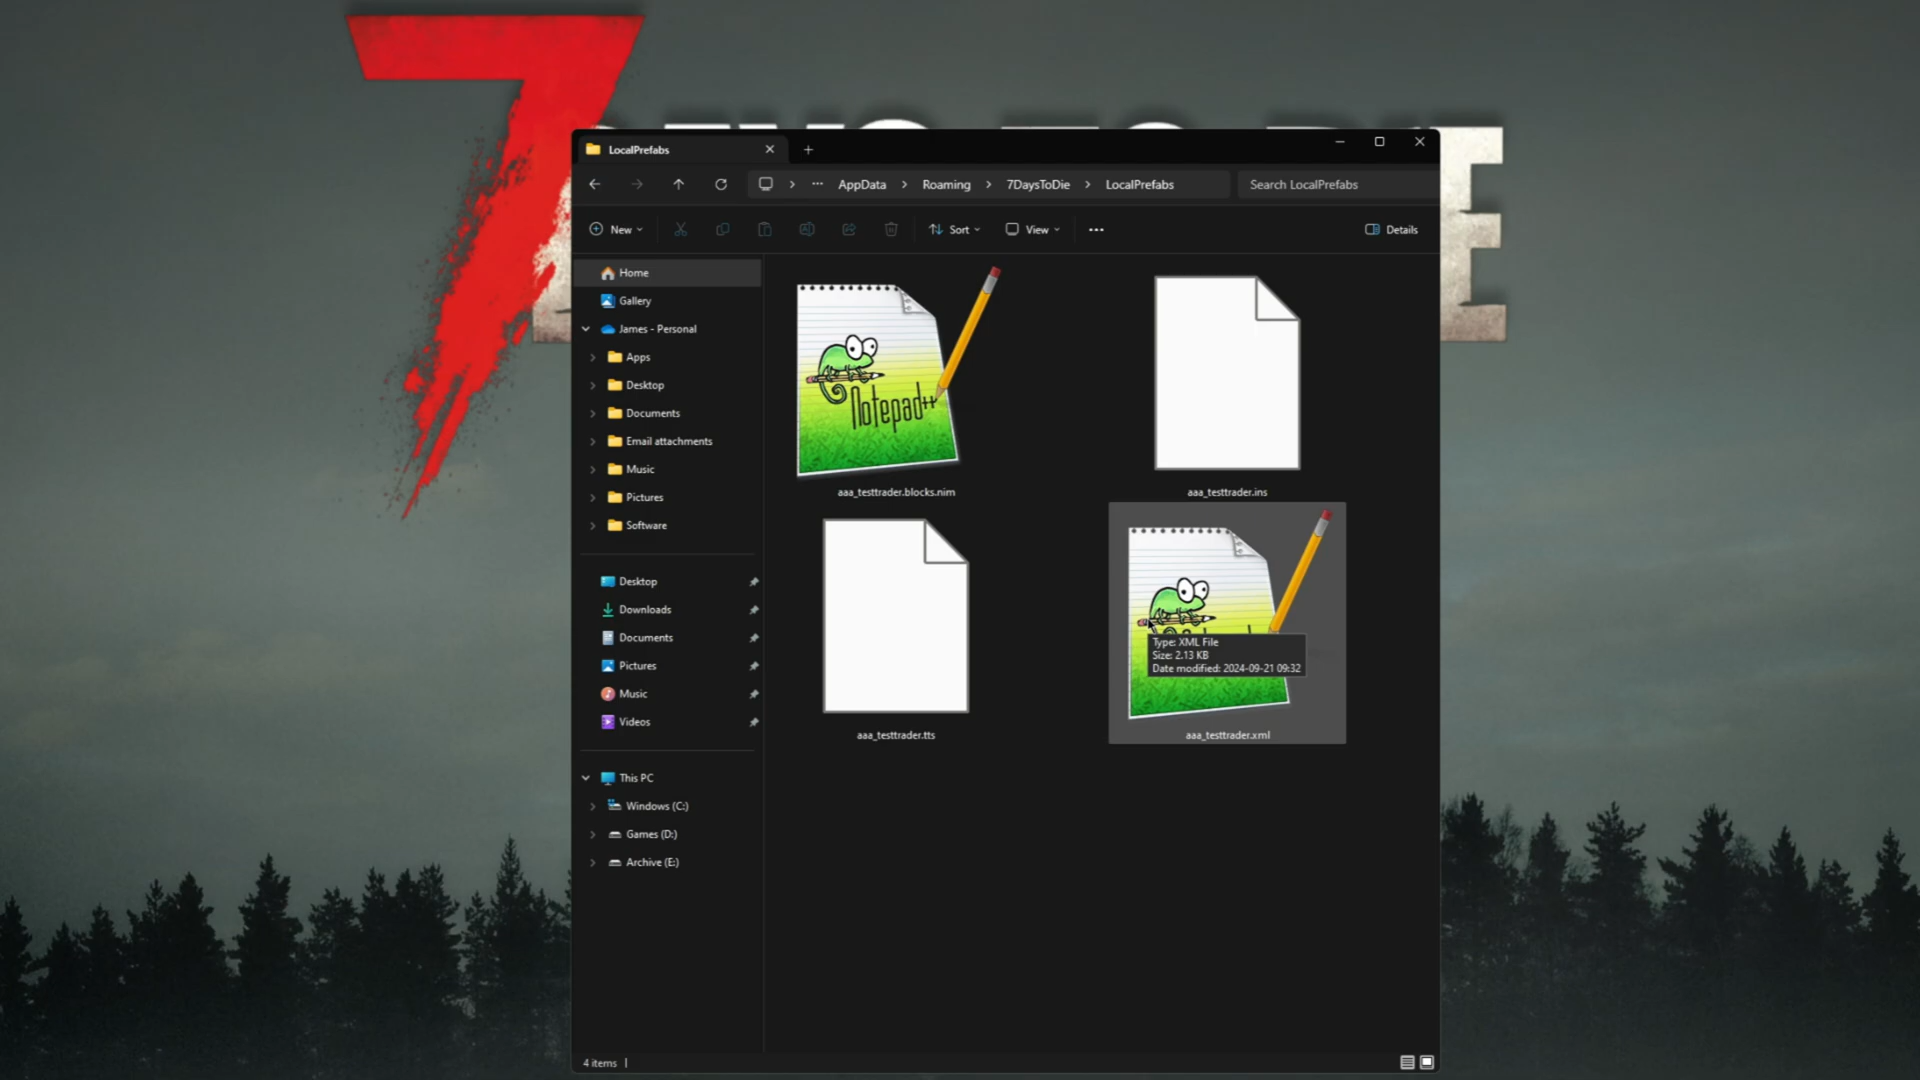 7
LocalPrefabs
AppData
Roaming
7DaysToDie
LocalPrefabs
Search LocalPrefabs
New
Sort
View
Details
Home
Gallery
James - Personal
Apps
Desktop
Documents
Email attachments
Music
Pictures
Software
Desktop
Downloads
Documents
Pictures
Music
Videos
This PC
Windows (C:)
Games (D:)
Archive (E:)
Notepad++
aaa_testtrader.blocks.nim
aaa_testtrader.ins
aaa_testtrader.tts
Type: XML File
Size: 2.13 KB
Date modified: 2024-09-21 09:32
aaa_testtrader.xml
4 items